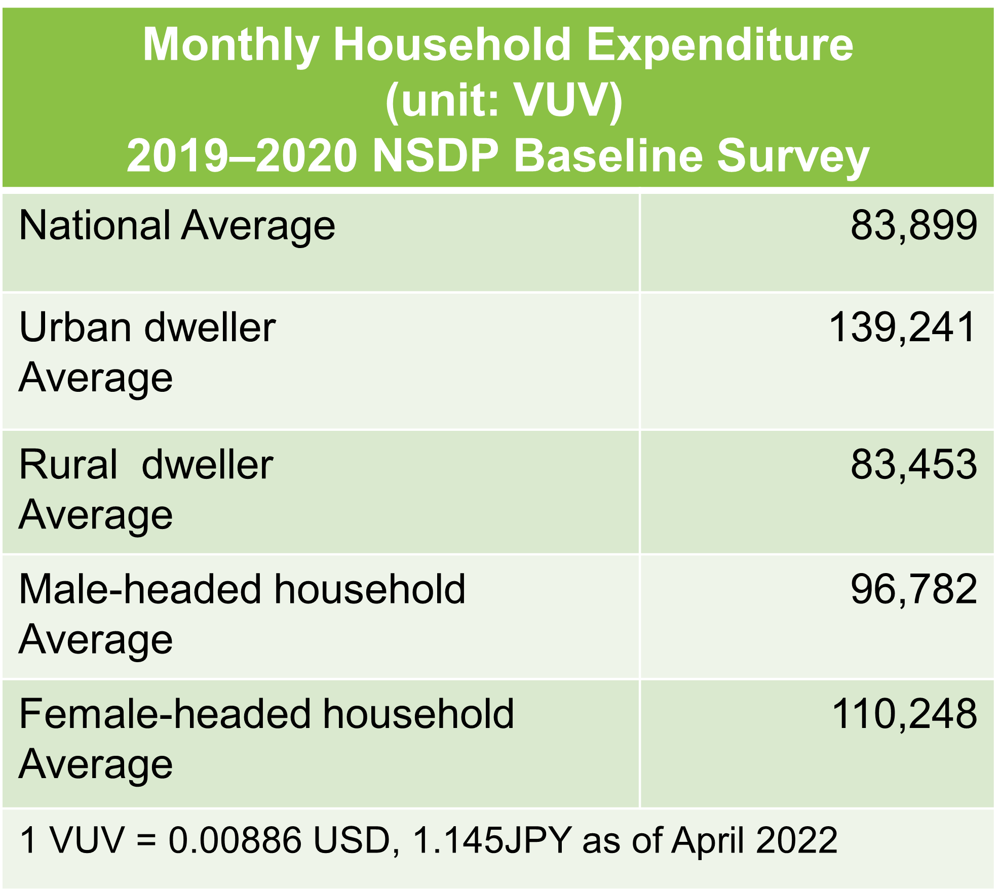 Monthly Household Expenditure
(unit: VUV)
2019–2020 NSDP Baseline Survey
National Average 83,899
Urban dweller 139,241
Average
Rural  dweller 83,453
Average
Male-headed household 96,782
Average
Female-headed household 110,248
Average
1 VUV = 0.00886 USD, 1.145JPY as of April 2022